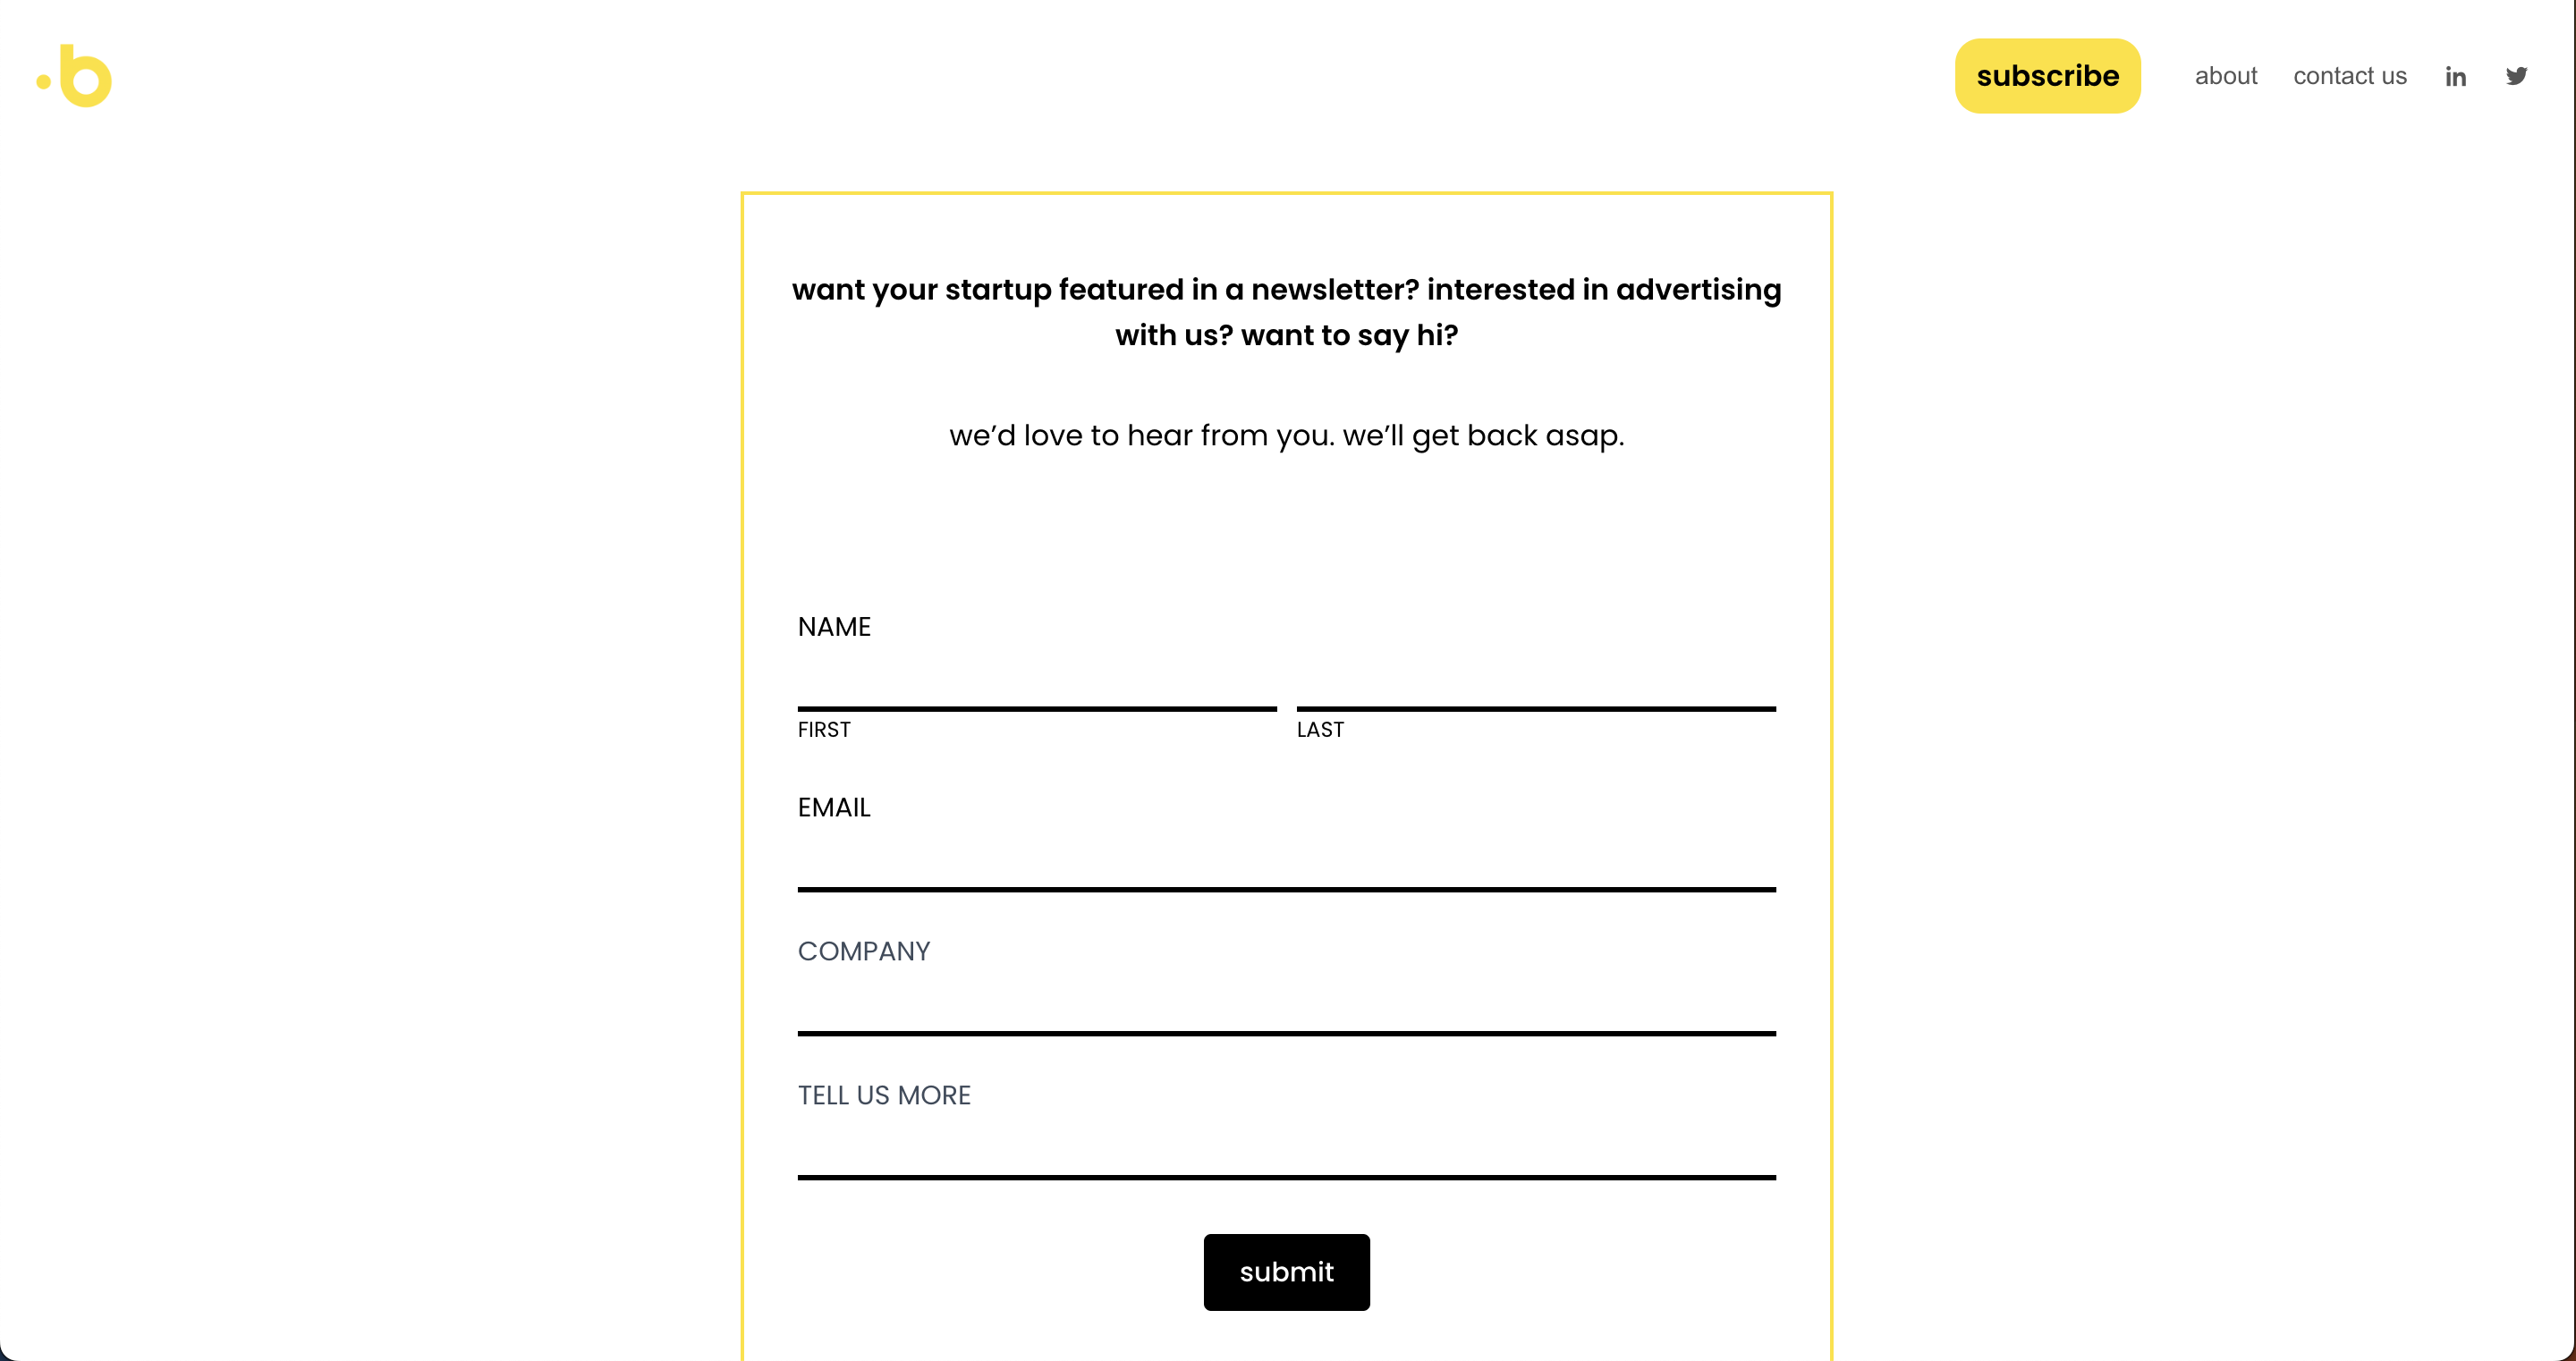 .b
subscribe
about
contact us
in
want your startup featured in a newsletter? interested in advertising
with us? want to say hi?
we’d love to hear from you. we’ll get back asap.
NAME
FIRST
LAST
EMAIL
COMPANY
TELL US MORE
submit